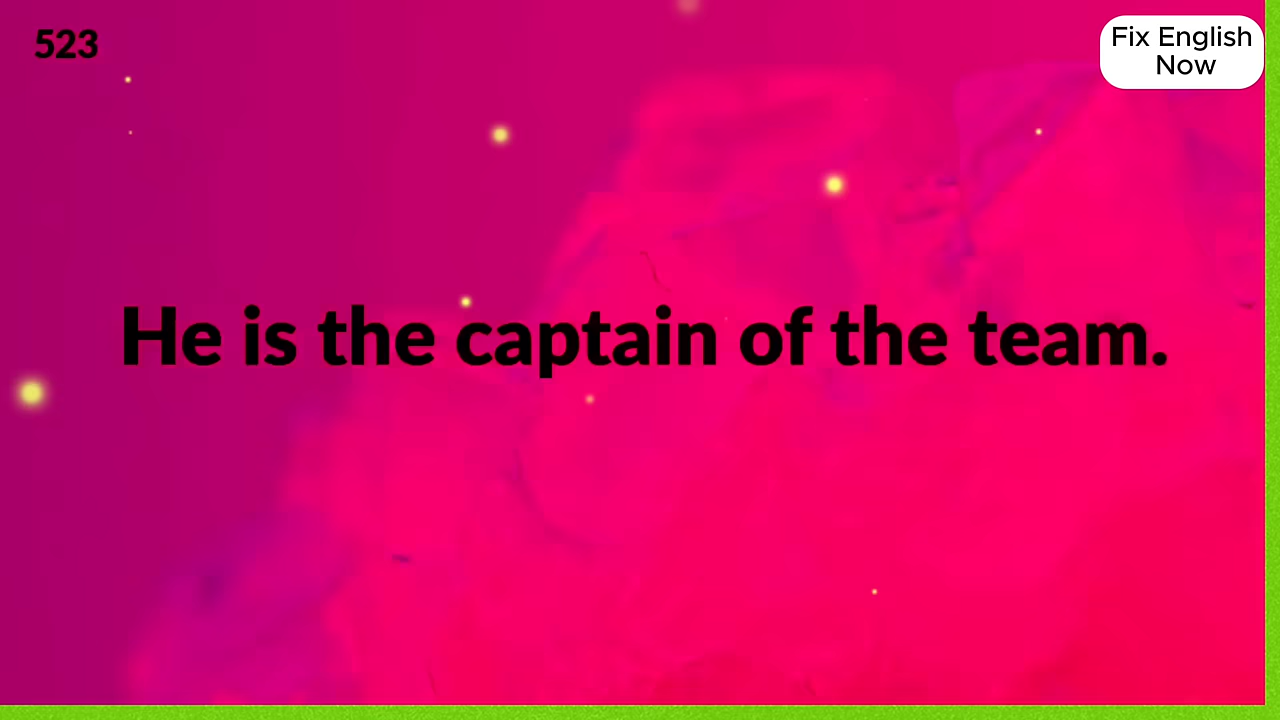 523
Fix English
Now
He is the captain of the team.